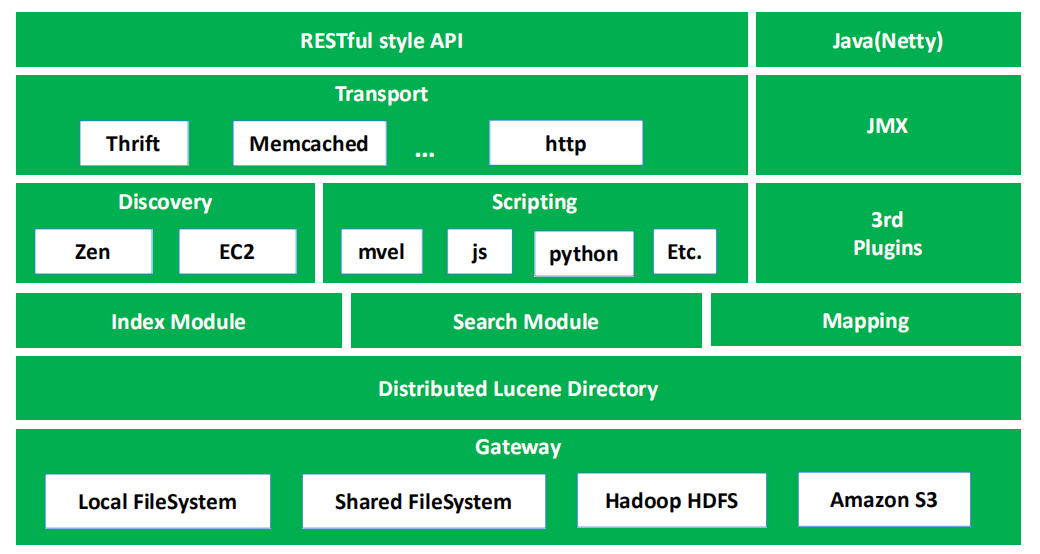 RESTful style API
Java(Netty)
Transport
Thrift
Memcached
...
http
JMX
Discovery
Zen
EC2
Scripting
mvel
js
python
Etc.
3rd
Plugins
Index Module
Search Module
Mapping
Distributed Lucene Directory
Gateway
Local FileSystem
Shared FileSystem
Hadoop HDFS
Amazon S3